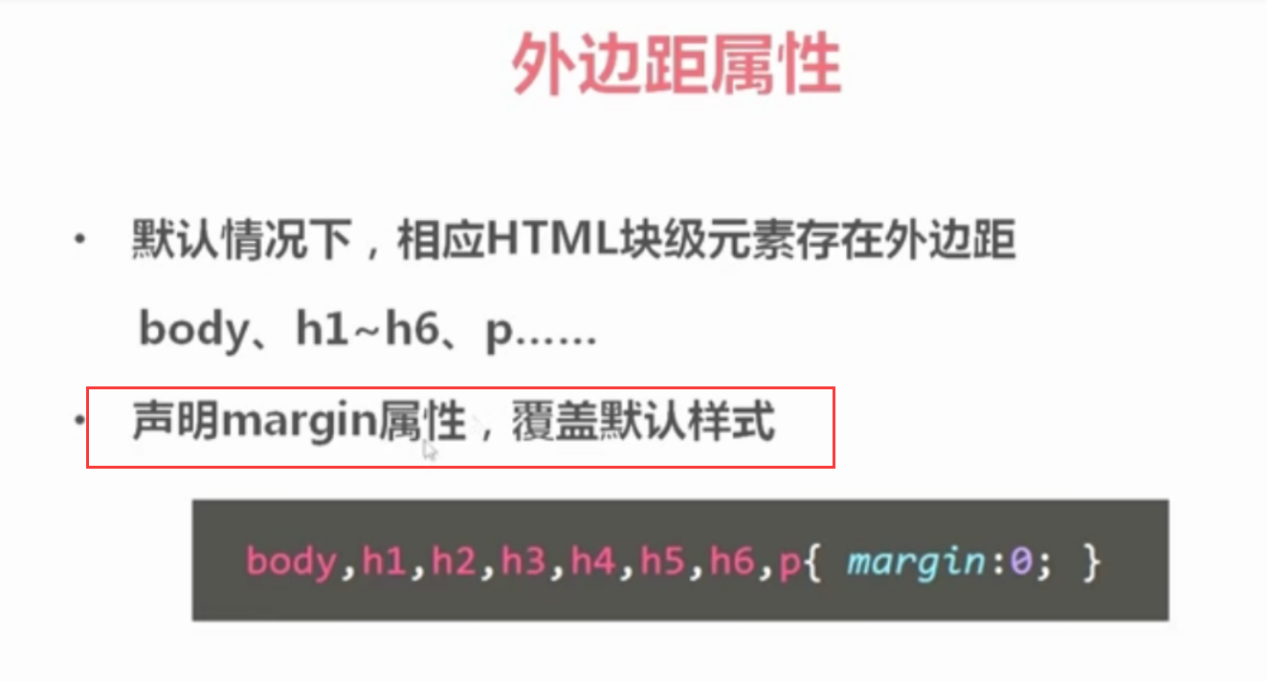 外边距属性
• 默认情况下，相应HTML块级元素存在外边距
body、h1~h6、p……
• 声明margin属性，覆盖默认样式
body,h1,h2,h3,h4,h5,h6,p{ margin:0; }